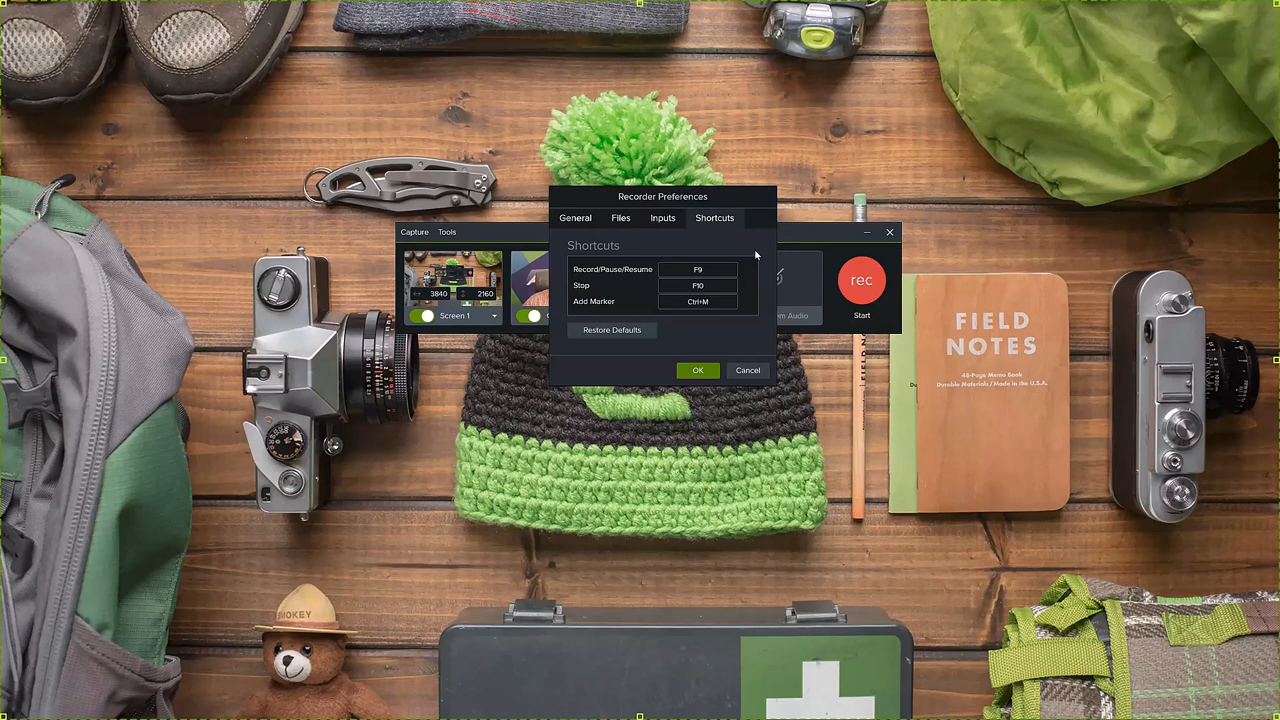 Recorder Preferences
General Files Inputs Shortcuts
Capture Tools
Shortcuts
Record/Pause/Resume F9
Stop F10
Add Marker Ctrl+M
Restore Defaults
OK Cancel
3840 2160
Screen 1
Audio
rec
Start
FIELD
NOTES
48-Page Memo Book
Durable Materials / Made in the U.S.A.
SMOKEY